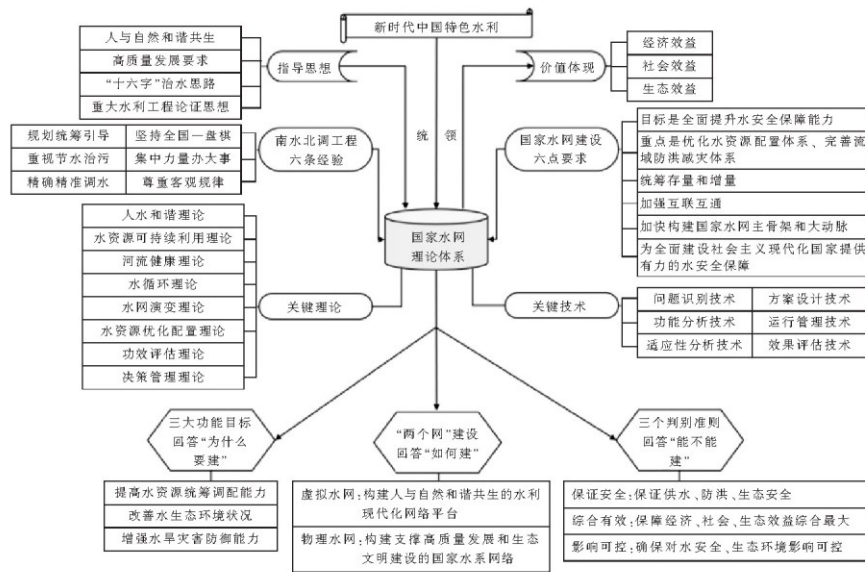 新时代中国特色水利
人与自然和谐共生
高质量发展要求
“十六字”治水思路
重大水利工程论证思想
指导思想
价值体现
经济效益
社会效益
生态效益
统 领
规划统筹引导 坚持全国一盘棋
重视节水治污 集中力量办大事
精确精准调水 尊重客观规律
南水北调工程
六条经验
国家水网建设
六点要求
目标是全面提升水安全保障能力
重点是优化水资源配置体系、完善流
域防洪减灾体系
统筹存量和增量
加强互联互通
加快构建国家水网主骨架和大动脉
为全面建设社会主义现代化国家提供
有力的水安全保障
国家水网
理论体系
人水和谐理论
水资源可持续利用理论
河流健康理论
水循环理论
水网演变理论
水资源优化配置理论
功效评估理论
决策管理理论
关键理论
关键技术
问题识别技术 方案设计技术
功能分析技术 运行管理技术
适应性分析技术 效果评估技术
三大功能目标
回答“为什么
要建”
提高水资源统筹调配能力
改善水生态环境状况
增强水旱灾害防御能力
“两个网”建设
回答“如何建”
虚拟水网:构建人与自然和谐共生的水利
现代化网络平台
物理水网:构建支撑高质量发展和生态
文明建设的国家水系网络
三个判别准则
回答“能不能
建”
保证安全:保证供水、防洪、生态安全
综合有效:保障经济、社会、生态效益综合最大
影响可控:确保对水安全、生态环境影响可控